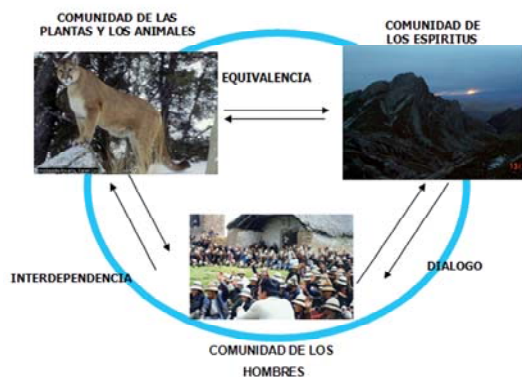 COMUNIDAD DE LAS
PLANTAS Y LOS ANIMALES
COMUNIDAD DE
LOS ESPIRITUS
EQUIVALENCIA
INTERDEPENDENCIA
DIALOGO
COMUNIDAD DE LOS
HOMBRES